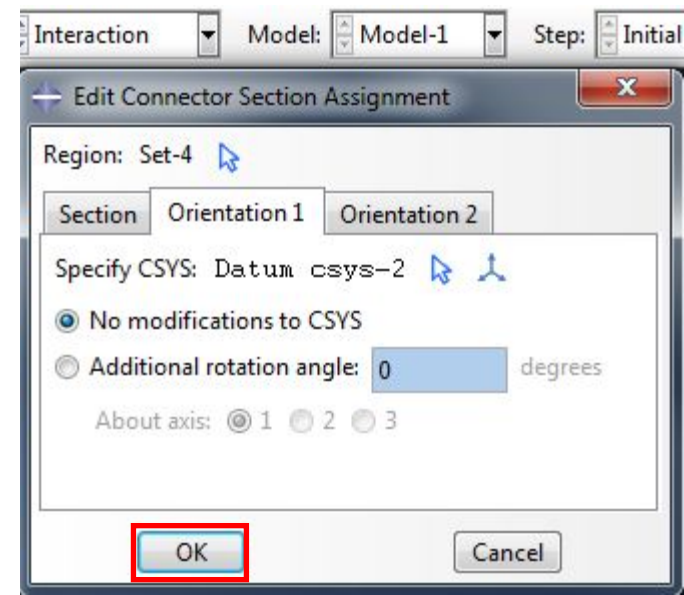 Interaction Model: Model-1 Step: Initial
Edit Connector Section Assignment
Region: Set-4
Section Orientation 1 Orientation 2
Specify CSYS: Datum csys-2
No modifications to CSYS
Additional rotation angle: 0 degrees
About axis: 1 2 3
OK Cancel